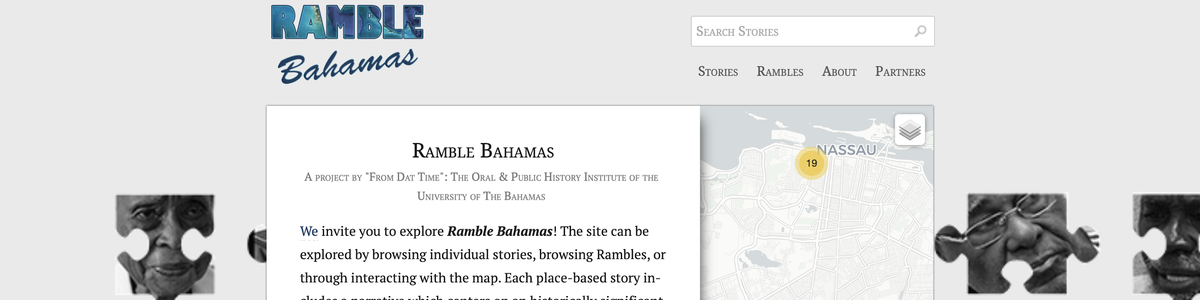 RAMBLE
Bahamas
Search Stories
Stories Rambles About Partners
Ramble Bahamas
A project by "From Dat Time": The Oral & Public History Institute of the
University of The Bahamas
We invite you to explore Ramble Bahamas! The site can be
explored by browsing individual stories, browsing Rambles, or
through interacting with the map. Each place-based story in-
cludes a narrative which centers on an historically significant
NASSAU
19